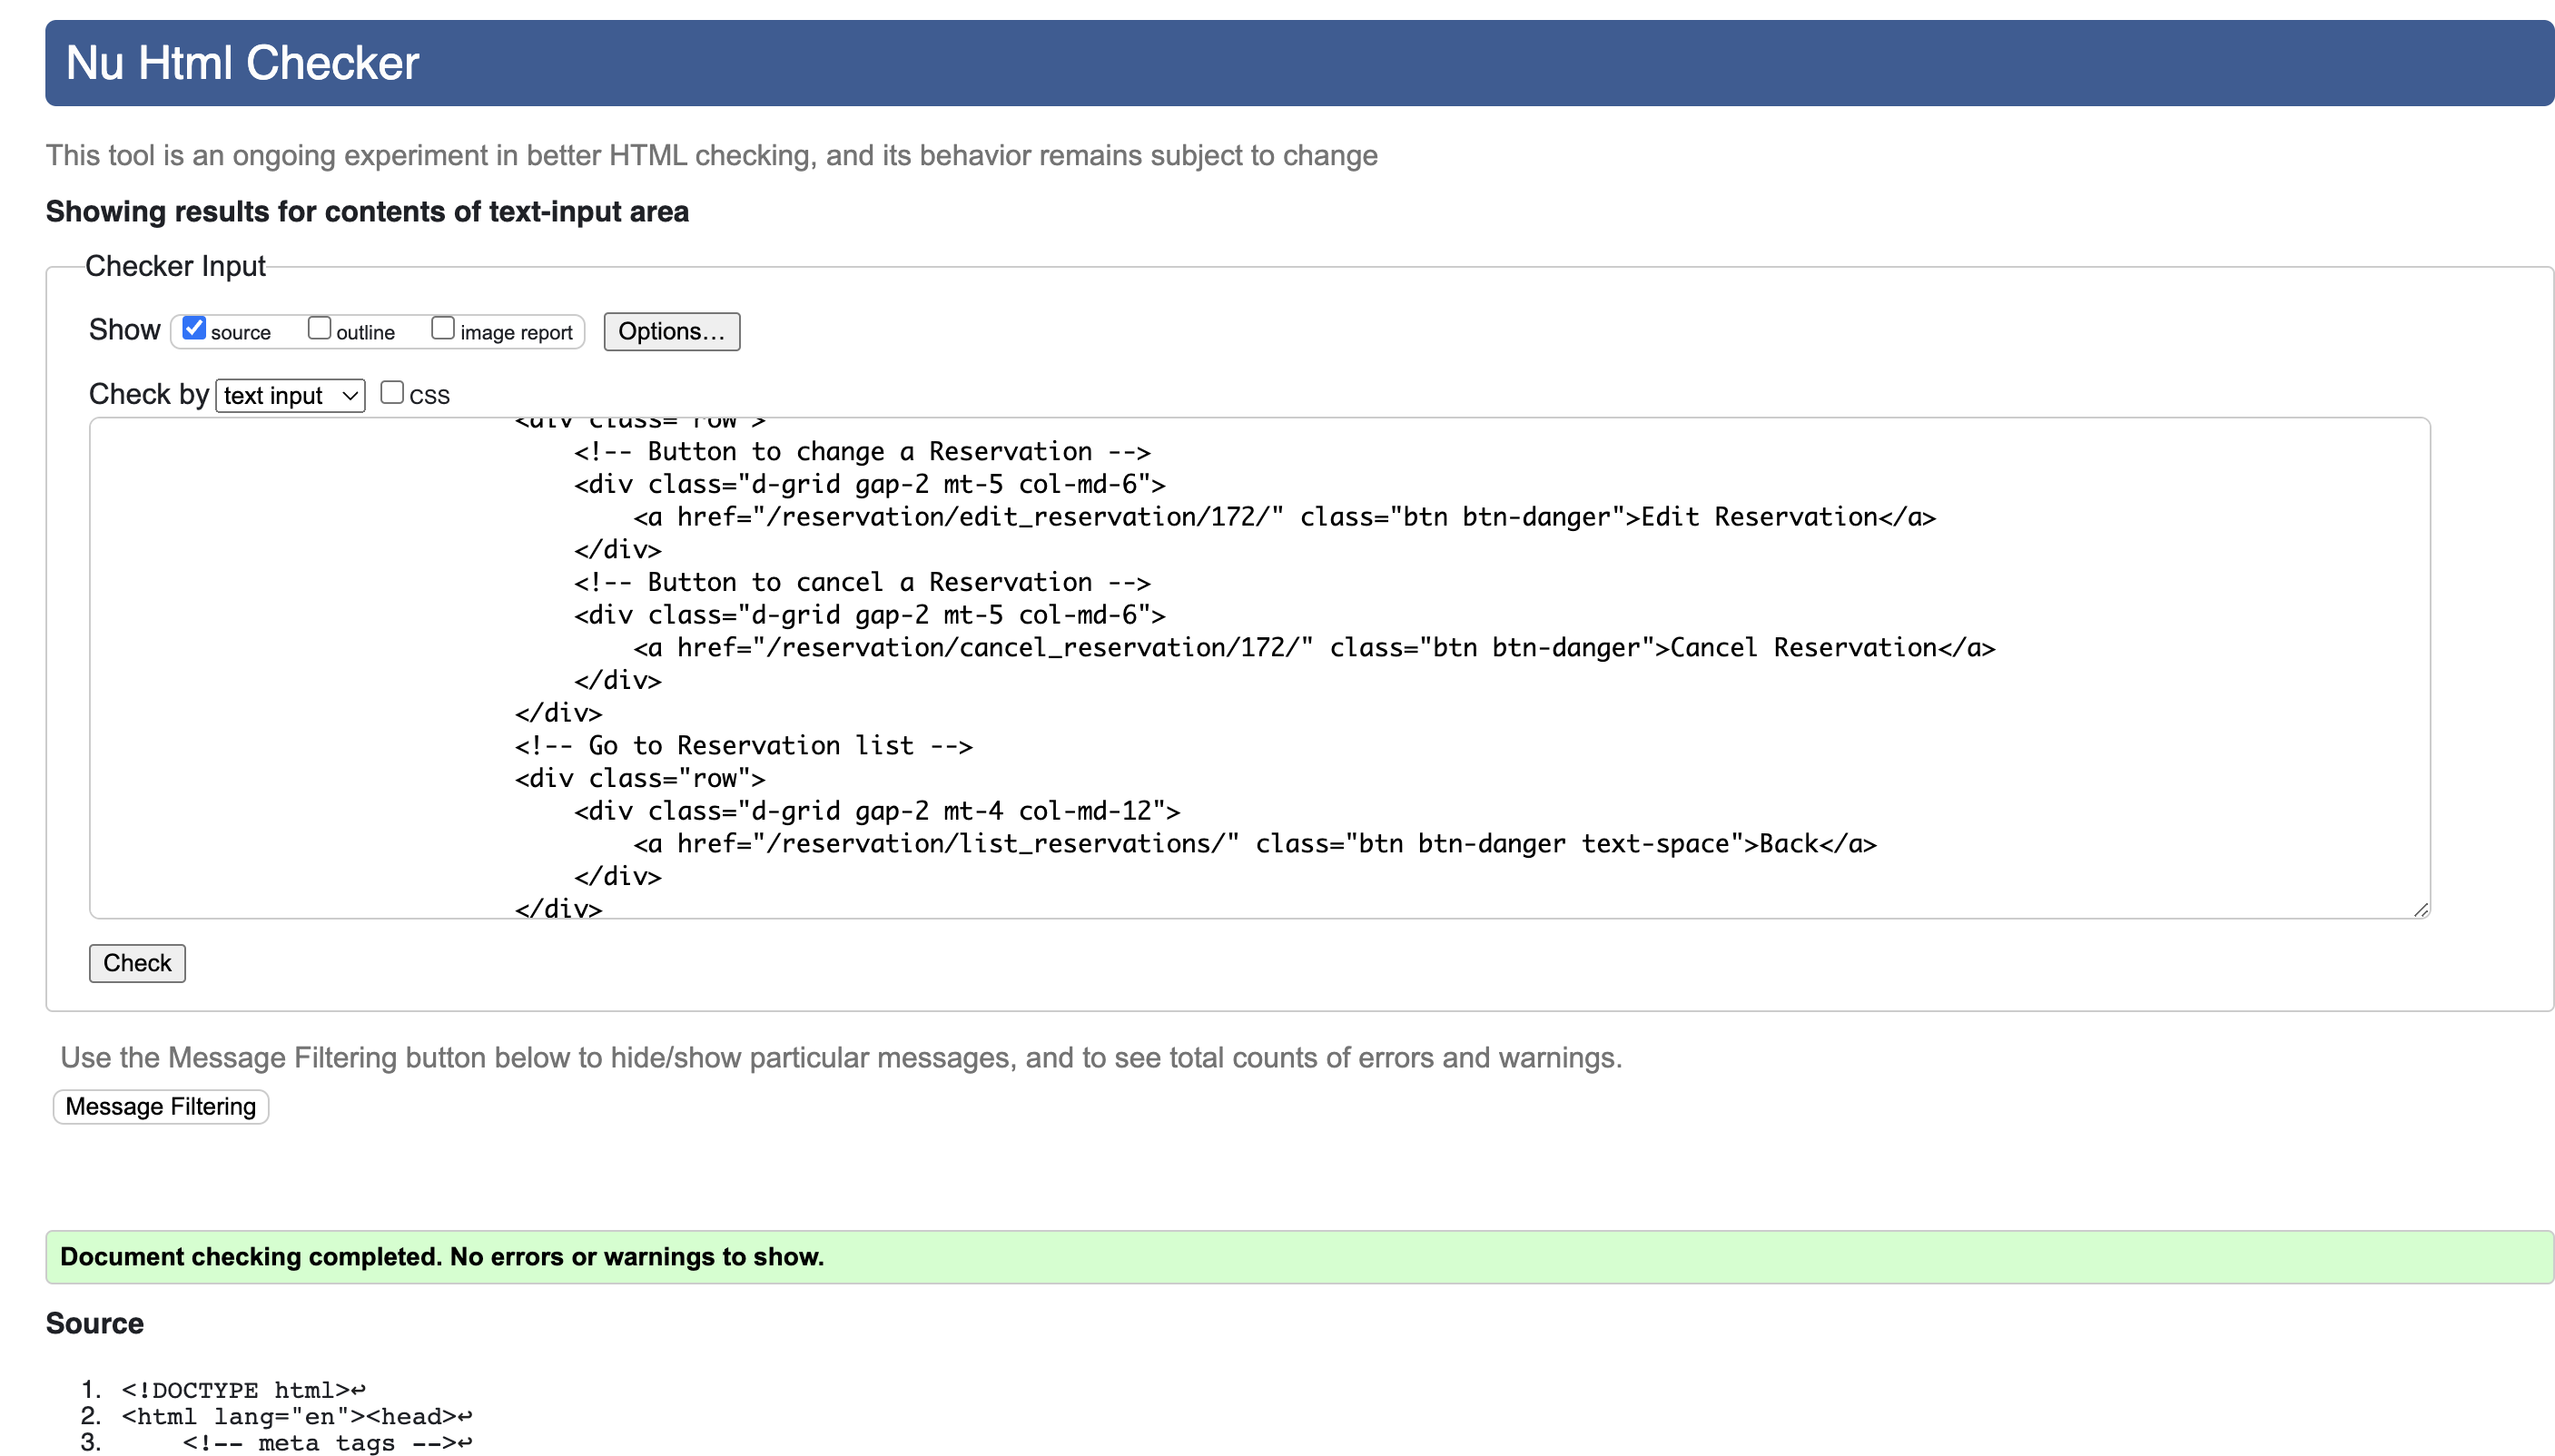 Nu Html Checker
This tool is an ongoing experiment in better HTML checking, and its behavior remains subject to change
Showing results for contents of text-input area
Checker Input
Show source outline image report Options...
Check by text input CSS
<div class="row">
<!-- Button to change a Reservation -->
<div class="d-grid gap-2 mt-5 col-md-6">
<a href="/reservation/edit_reservation/172/" class="btn btn-danger">Edit Reservation</a>
</div>
<!-- Button to cancel a Reservation -->
<div class="d-grid gap-2 mt-5 col-md-6">
<a href="/reservation/cancel_reservation/172/" class="btn btn-danger">Cancel Reservation</a>
</div>
</div>
<!-- Go to Reservation list -->
<div class="row">
<div class="d-grid gap-2 mt-4 col-md-12">
<a href="/reservation/list_reservations/" class="btn btn-danger text-space">Back</a>
</div>
</div>
Check
Use the Message Filtering button below to hide/show particular messages, and to see total counts of errors and warnings.
Message Filtering
Document checking completed. No errors or warnings to show.
Source
1. <!DOCTYPE html>↩
2. <html lang="en"><head>↩
3. <!-- meta tags -->↩